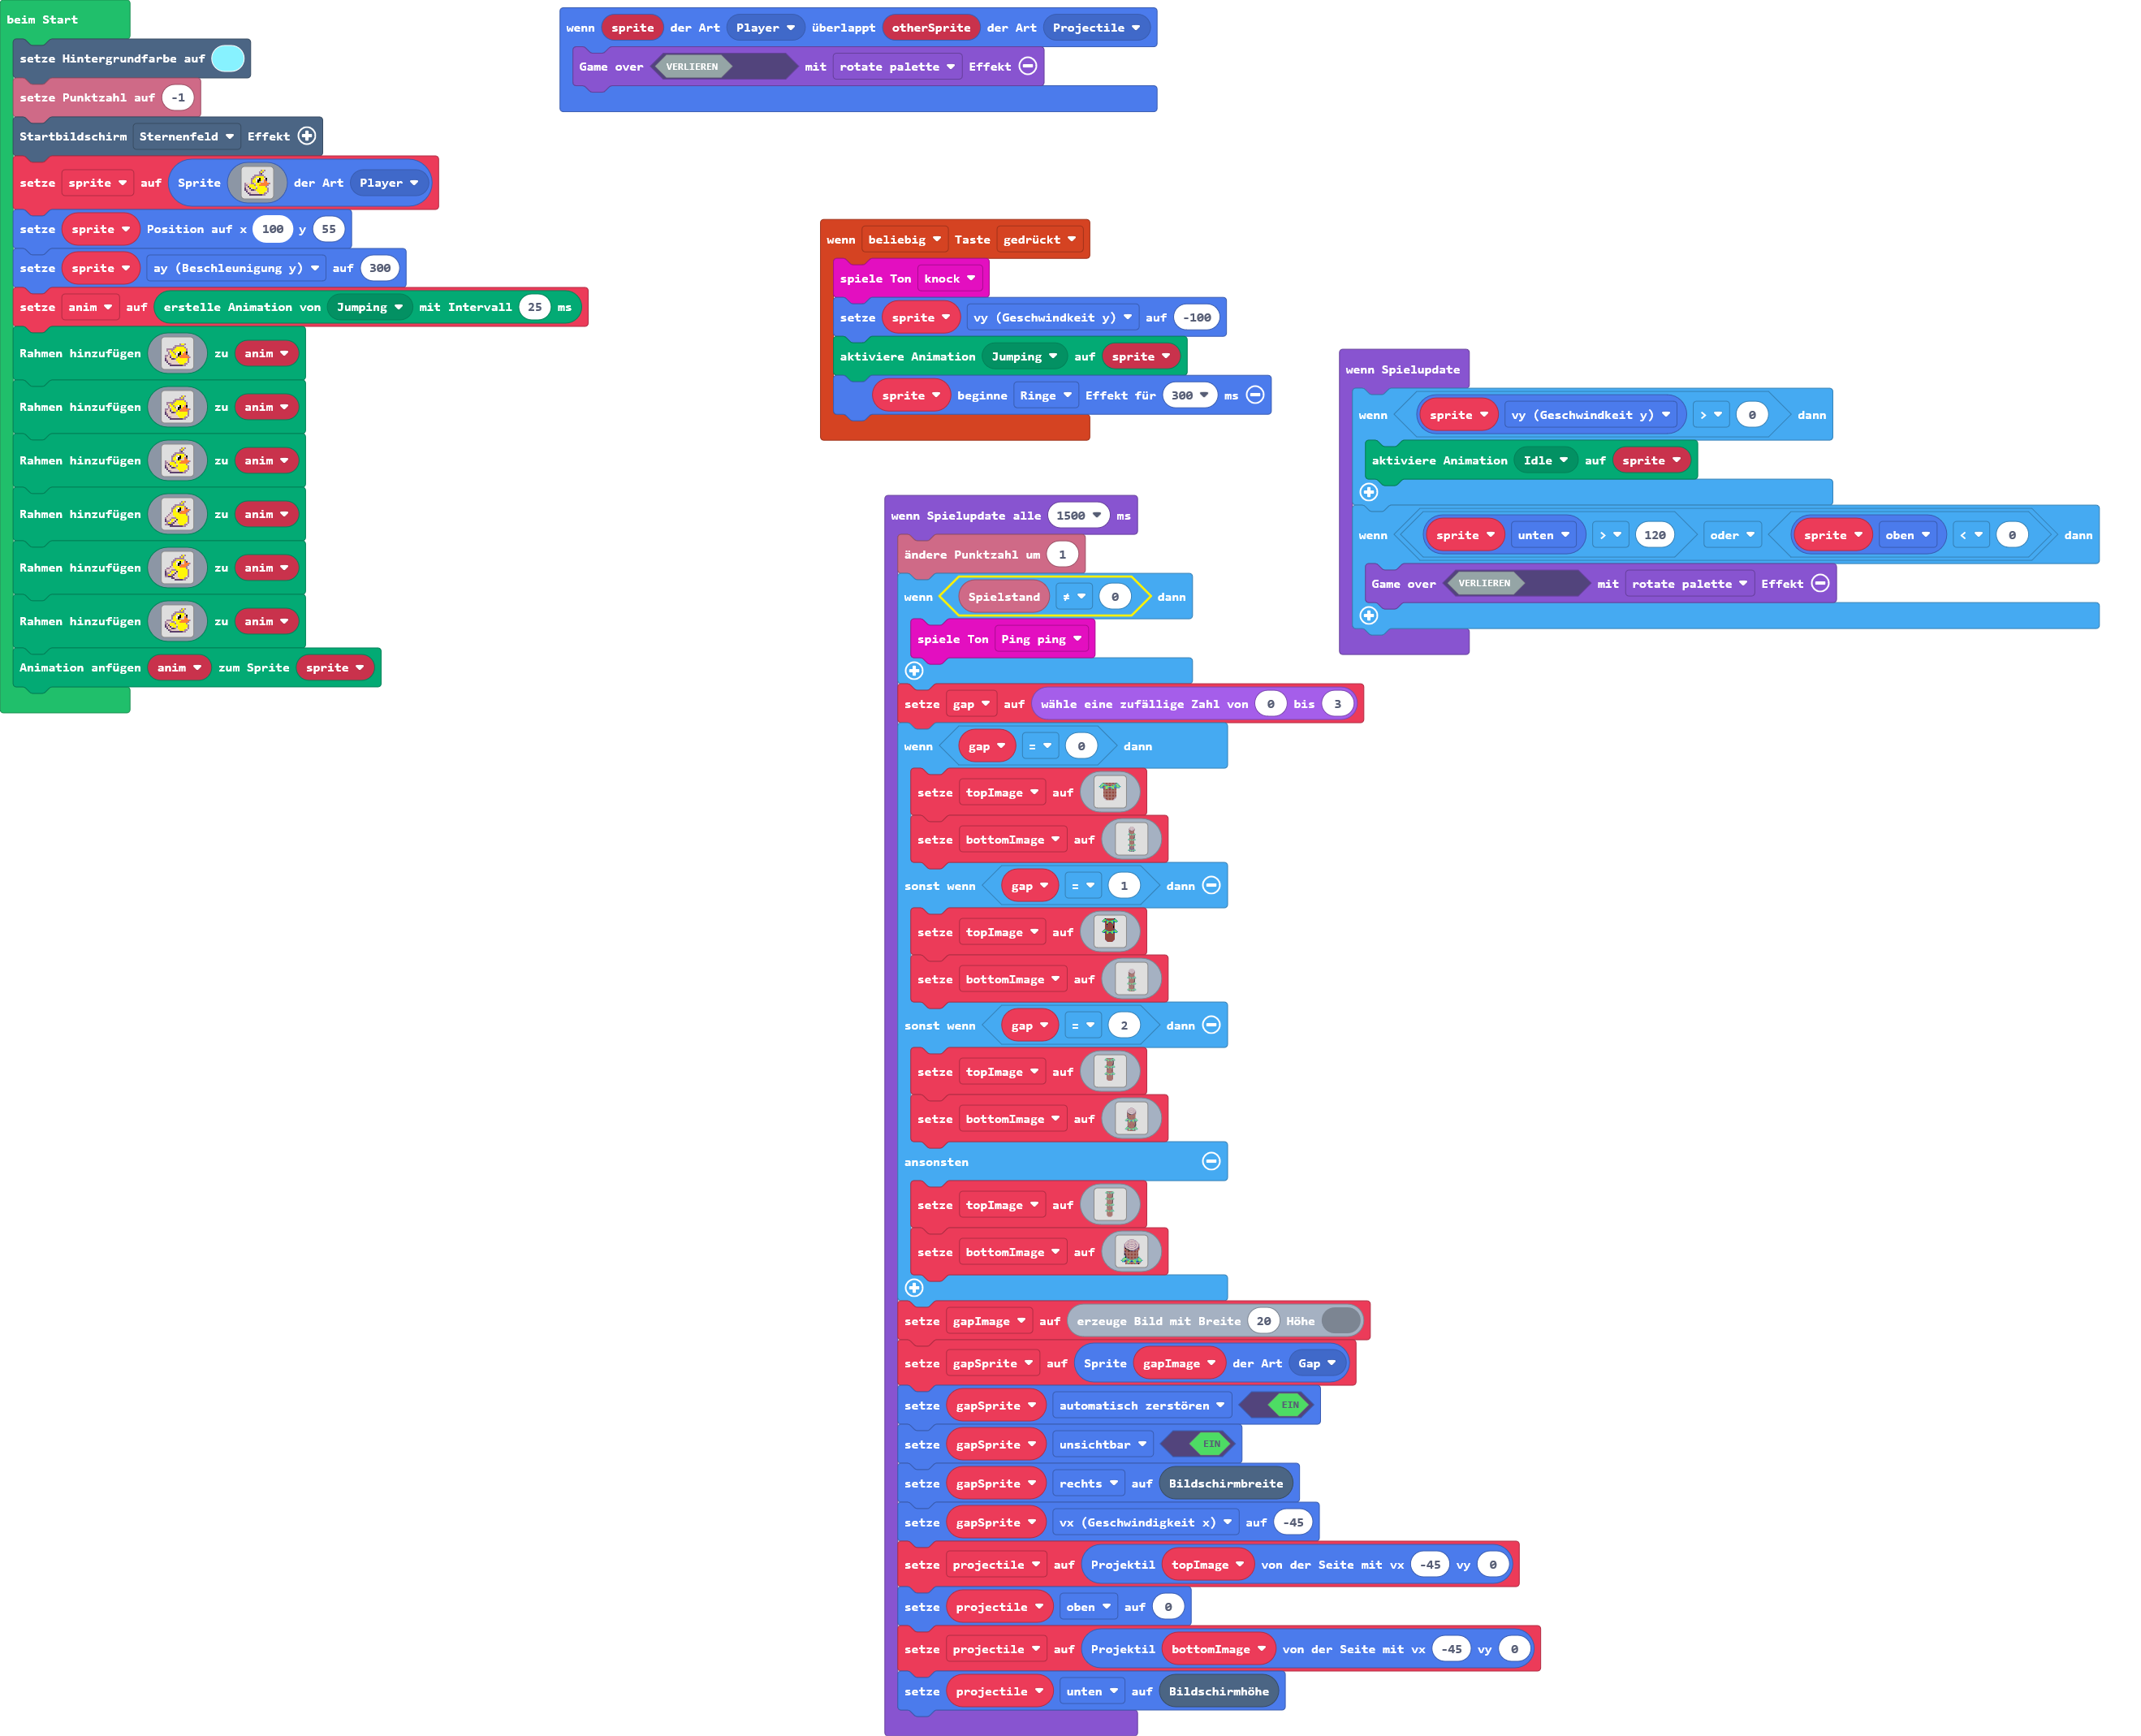 beim Start
setze Hintergrundfarbe auf
setze Punktzahl auf -1
Startbildschirm Sternenfeld Effekt
setze sprite auf Sprite der Art Player
setze sprite Position auf x 100 y 55
setze sprite ay (Beschleunigung y) auf 300
setze anim auf erstelle Animation von Jumping mit Intervall 25 ms
Rahmen hinzufügen zu anim
Rahmen hinzufügen zu anim
Rahmen hinzufügen zu anim
Rahmen hinzufügen zu anim
Rahmen hinzufügen zu anim
Rahmen hinzufügen zu anim
Animation anfügen anim zum Sprite sprite
wenn sprite der Art Player überlappt otherSprite der Art Projectile
Game over VERLIEREN mit rotate palette Effekt
wenn beliebig Taste gedrückt
spiele Ton knock
setze sprite vy (Geschwindkeit y) auf -100
aktiviere Animation Jumping auf sprite
sprite beginne Ringe Effekt für 300 ms
wenn Spielupdate
wenn sprite vy (Geschwindkeit y) > 0 dann
aktiviere Animation Idle auf sprite
wenn sprite unten > 120 oder sprite oben < 0 dann
Game over VERLIEREN mit rotate palette Effekt
wenn Spielupdate alle 1500 ms
ändere Punktzahl um 1
wenn Spielstand ≠ 0 dann
spiele Ton Ping ping
setze gap auf wähle eine zufällige Zahl von 0 bis 3
wenn gap = 0 dann
setze topImage auf
setze bottomImage auf
sonst wenn gap = 1 dann
setze topImage auf
setze bottomImage auf
sonst wenn gap = 2 dann
setze topImage auf
setze bottomImage auf
ansonsten
setze topImage auf
setze bottomImage auf
setze gapImage auf erzeuge Bild mit Breite 20 Höhe
setze gapSprite auf Sprite gapImage der Art Gap
setze gapSprite automatisch zerstören EIN
setze gapSprite unsichtbar EIN
setze gapSprite rechts auf Bildschirmbreite
setze gapSprite vx (Geschwindigkeit x) auf -45
setze projectile auf Projektil topImage von der Seite mit vx -45 vy 0
setze projectile oben auf 0
setze projectile auf Projektil bottomImage von der Seite mit vx -45 vy 0
setze projectile unten auf Bildschirmhöhe